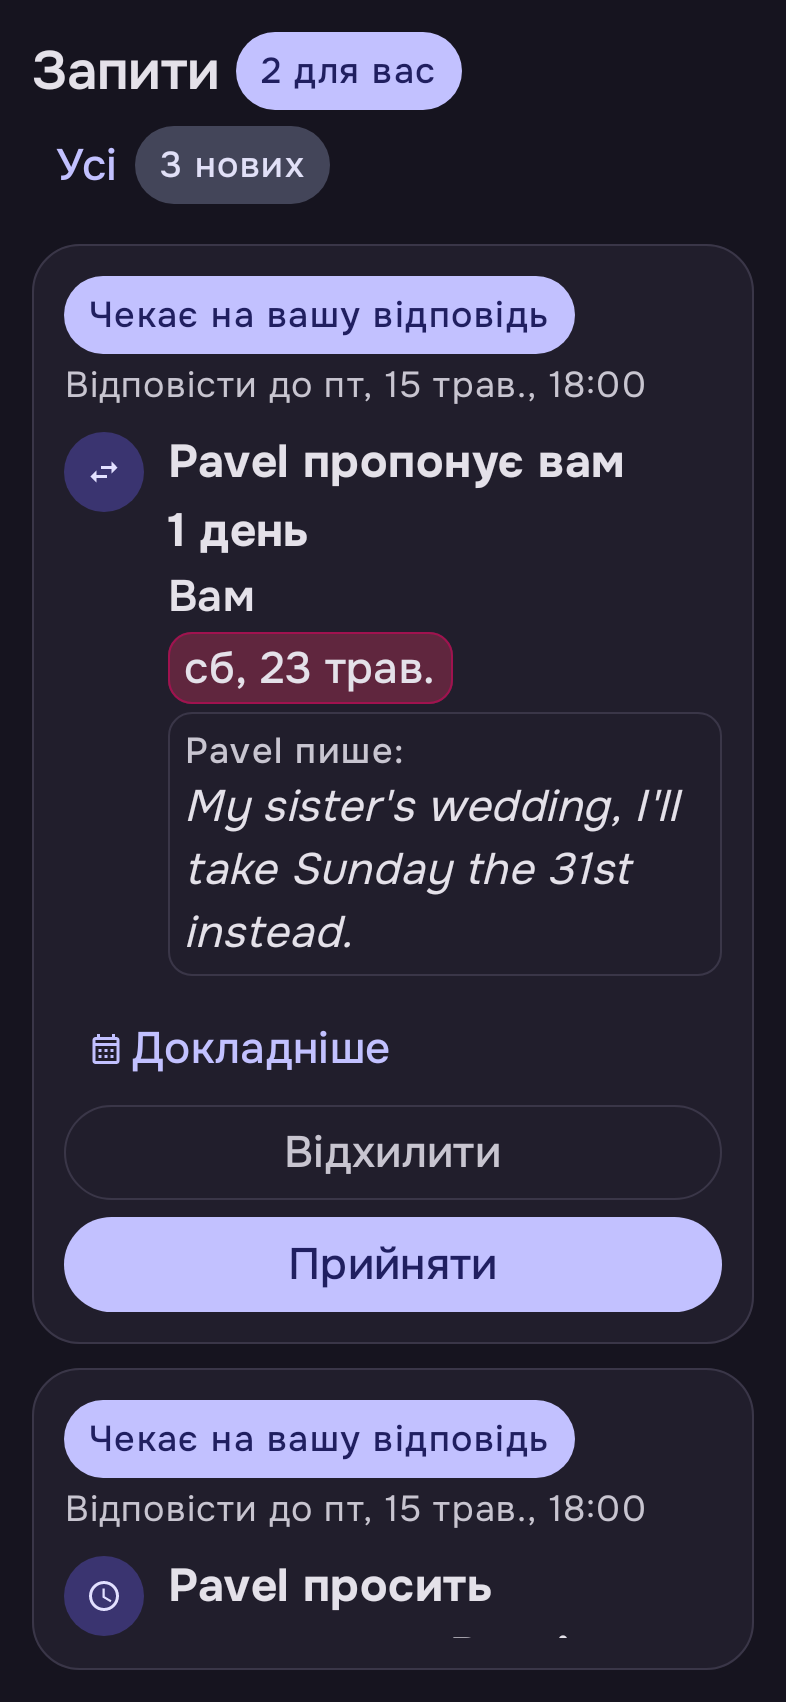 Запити
2 для вас
Усі
3 нових
Чекає на вашу відповідь
Відповісти до пт, 15 трав., 18:00
Pavel пропонує вам
1 день
Вам
сб, 23 трав.
Pavel пише:
My sister's wedding, I'll
take Sunday the 31st
instead.
Докладніше
Відхилити
Прийняти
Чекає на вашу відповідь
Відповісти до пт, 15 трав., 18:00
Pavel просить